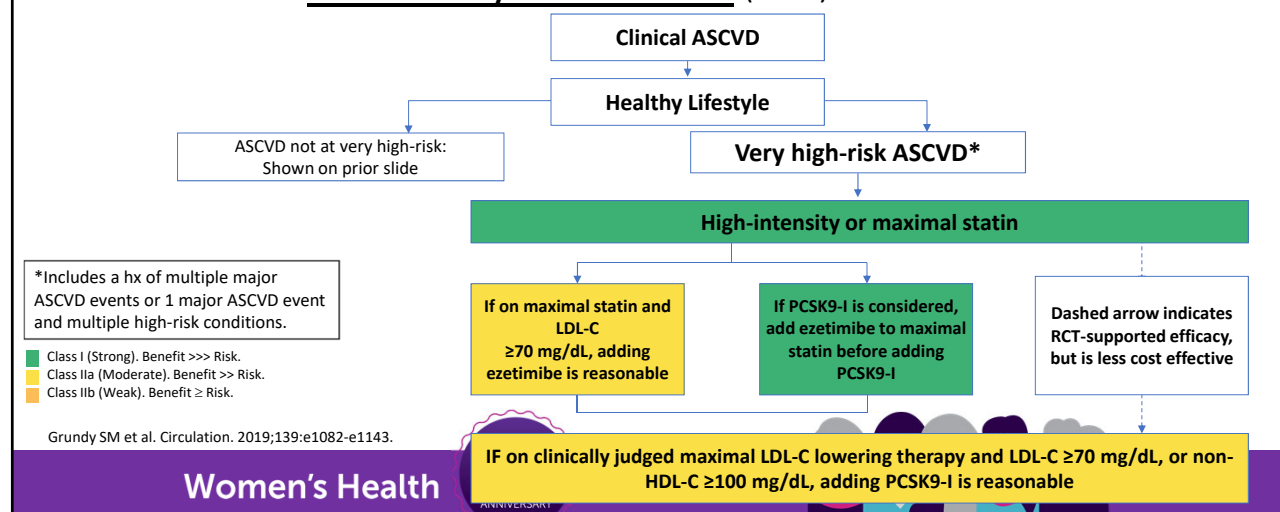 Clinical ASCVD
Healthy Lifestyle
ASCVD not at very high-risk:
Shown on prior slide
Very high-risk ASCVD*
High-intensity or maximal statin
*Includes a hx of multiple major
ASCVD events or 1 major ASCVD event
and multiple high-risk conditions.
If on maximal statin and
LDL-C
≥70 mg/dL, adding
ezetimibe is reasonable
If PCSK9-I is considered,
add ezetimibe to maximal
statin before adding
PCSK9-I
Dashed arrow indicates
RCT-supported efficacy,
but is less cost effective
Class I (Strong). Benefit >>> Risk.
Class IIa (Moderate). Benefit >> Risk.
Class IIb (Weak). Benefit ≥ Risk.
Grundy SM et al. Circulation. 2019;139:e1082-e1143.
IF on clinically judged maximal LDL-C lowering therapy and LDL-C ≥70 mg/dL, or non-
HDL-C ≥100 mg/dL, adding PCSK9-I is reasonable
Women's Health
ANNIVERSARY